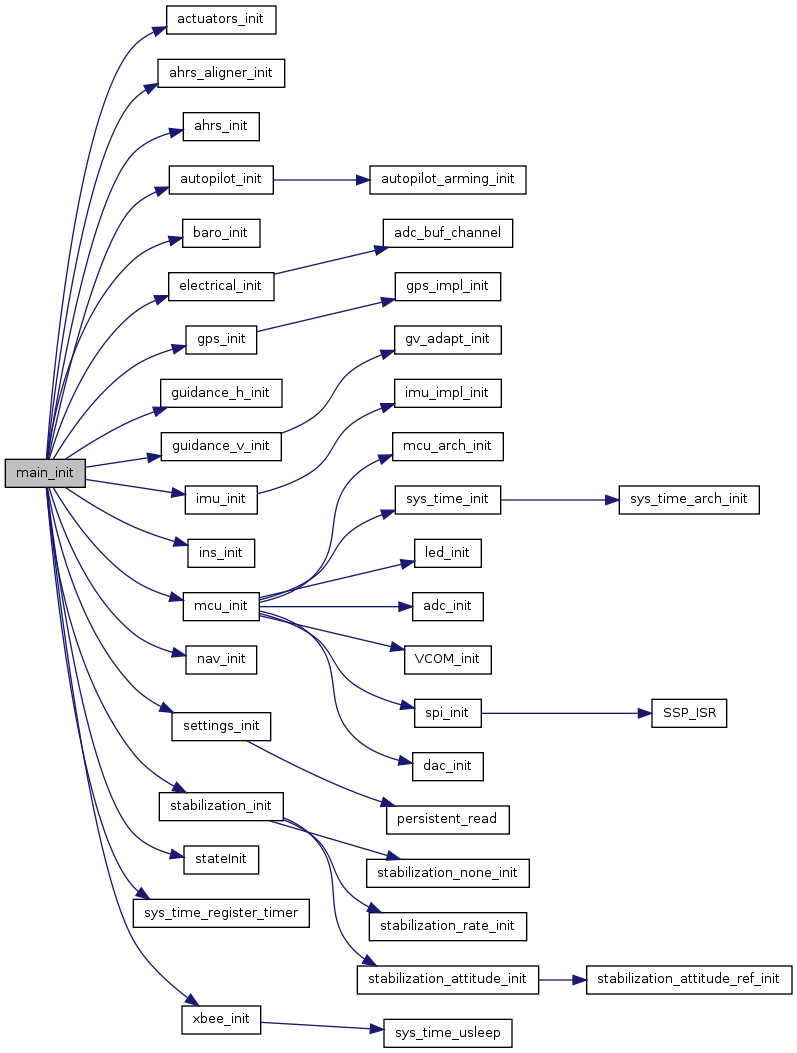 actuators_init
ahrs_aligner_init
ahrs_init
autopilot_init
autopilot_arming_init
baro_init
adc_buf_channel
electrical_init
gps_impl_init
gps_init
gv_adapt_init
guidance_h_init
imu_impl_init
guidance_v_init
mcu_arch_init
main_init
imu_init
sys_time_init
sys_time_arch_init
ins_init
led_init
mcu_init
adc_init
nav_init
VCOM_init
settings_init
spi_init
SSP_ISR
dac_init
stabilization_init
persistent_read
stateInit
stabilization_none_init
sys_time_register_timer
stabilization_rate_init
stabilization_attitude_init
stabilization_attitude_ref_init
xbee_init
sys_time_usleep